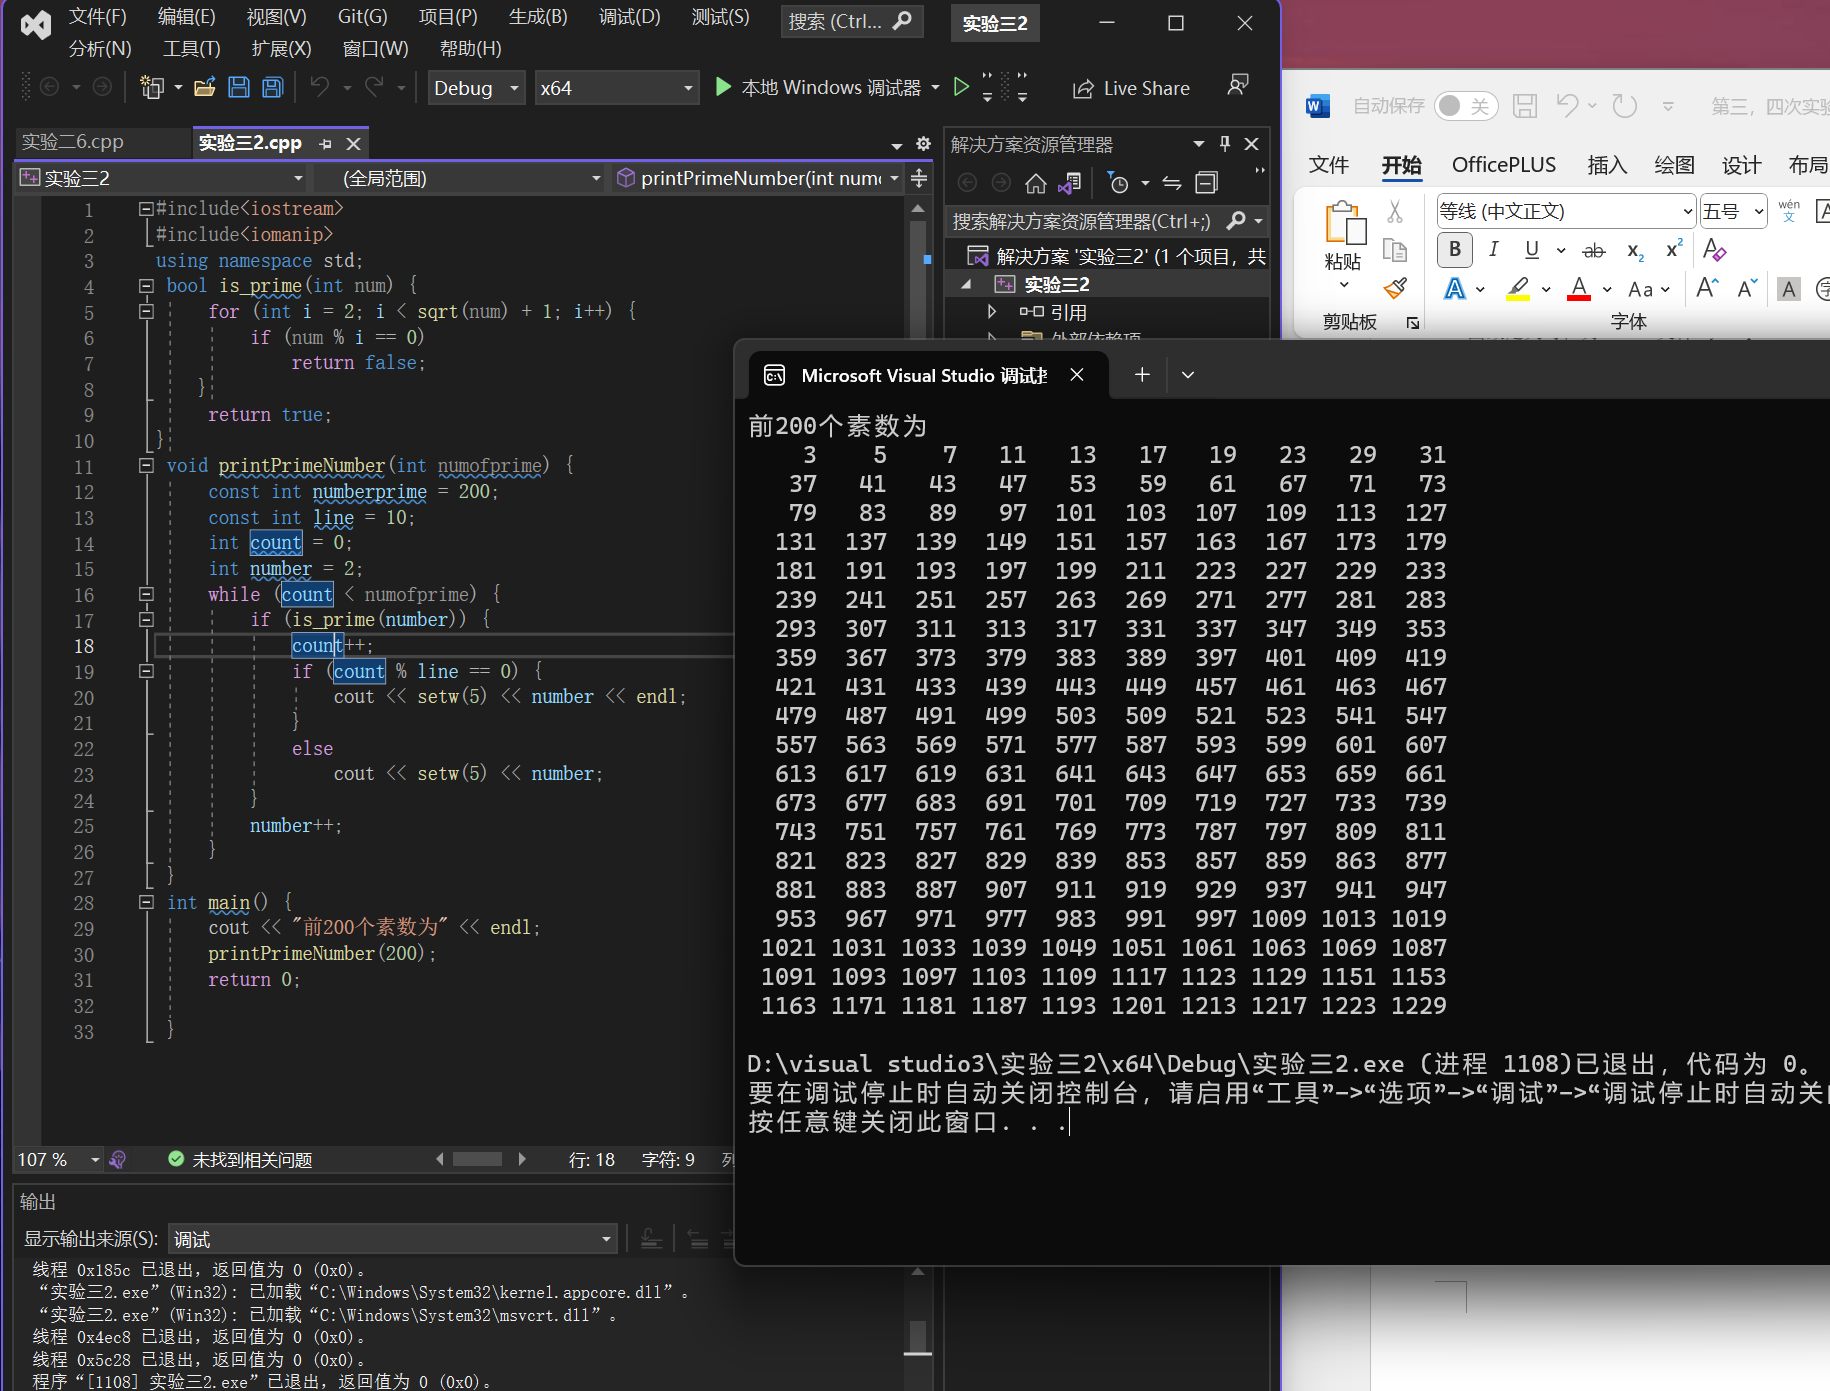 文件(F) 编辑(E) 视图(V) Git(G) 项目(P) 生成(B) 调试(D) 测试(S) 搜索 (Ctrl... 实验三2
分析(N) 工具(T) 扩展(X) 窗口(W) 帮助(H)
Debug x64 本地 Windows 调试器 Live Share
实验二6.cpp 实验三2.cpp
实验三2 (全局范围) printPrimeNumber(int num
1 #include<iostream>
2 #include<iomanip>
3 using namespace std;
4 bool is_prime(int num) {
5 for (int i = 2; i < sqrt(num) + 1; i++) {
6 if (num % i == 0)
7 return false;
8 }
9 return true;
10 }
11 void printPrimeNumber(int numofprime) {
12 const int numberprime = 200;
13 const int line = 10;
14 int count = 0;
15 int number = 2;
16 while (count < numofprime) {
17 if (is_prime(number)) {
18 count++;
19 if (count % line == 0) {
20 cout << setw(5) << number << endl;
21 }
22 else
23 cout << setw(5) << number;
24 }
25 number++;
26 }
27 }
28 int main() {
29 cout << "前200个素数为" << endl;
30 printPrimeNumber(200);
31 return 0;
32
33 }
107 % 未找到相关问题 行: 18 字符: 9
输出
显示输出来源(S): 调试
线程 0x185c 已退出，返回值为 0 (0x0)。
“实验三2.exe”(Win32): 已加载“C:\Windows\System32\kernel.appcore.dll”。
“实验三2.exe”(Win32): 已加载“C:\Windows\System32\msvcrt.dll”。
线程 0x4ec8 已退出，返回值为 0 (0x0)。
线程 0x5c28 已退出，返回值为 0 (0x0)。
程序“[1108] 实验三2.exe”已退出，返回值为 0 (0x0)。
解决方案资源管理器
搜索解决方案资源管理器(Ctrl+;)
解决方案 '实验三2' (1 个项目，共
实验三2
引用
外部依赖项
自动保存 关 第三，四次实验
文件 开始 OfficePLUS 插入 绘图 设计 布局
粘贴 等线 (中文正文) 五号 wén 文 A
B I U ab x₂ x² A
A A Aa A A A
剪贴板 字体
Microsoft Visual Studio 调试
前200个素数为
3 5 7 11 13 17 19 23 29 31
37 41 43 47 53 59 61 67 71 73
79 83 89 97 101 103 107 109 113 127
131 137 139 149 151 157 163 167 173 179
181 191 193 197 199 211 223 227 229 233
239 241 251 257 263 269 271 277 281 283
293 307 311 313 317 331 337 347 349 353
359 367 373 379 383 389 397 401 409 419
421 431 433 439 443 449 457 461 463 467
479 487 491 499 503 509 521 523 541 547
557 563 569 571 577 587 593 599 601 607
613 617 619 631 641 643 647 653 659 661
673 677 683 691 701 709 719 727 733 739
743 751 757 761 769 773 787 797 809 811
821 823 827 829 839 853 857 859 863 877
881 883 887 907 911 919 929 937 941 947
953 967 971 977 983 991 997 1009 1013 1019
1021 1031 1033 1039 1049 1051 1061 1063 1069 1087
1091 1093 1097 1103 1109 1117 1123 1129 1151 1153
1163 1171 1181 1187 1193 1201 1213 1217 1223 1229
D:\visual studio3\实验三2\x64\Debug\实验三2.exe (进程 1108)已退出，代码为 0。
要在调试停止时自动关闭控制台，请启用“工具”->“选项”->“调试”->“调试停止时自动关
按任意键关闭此窗口. . .